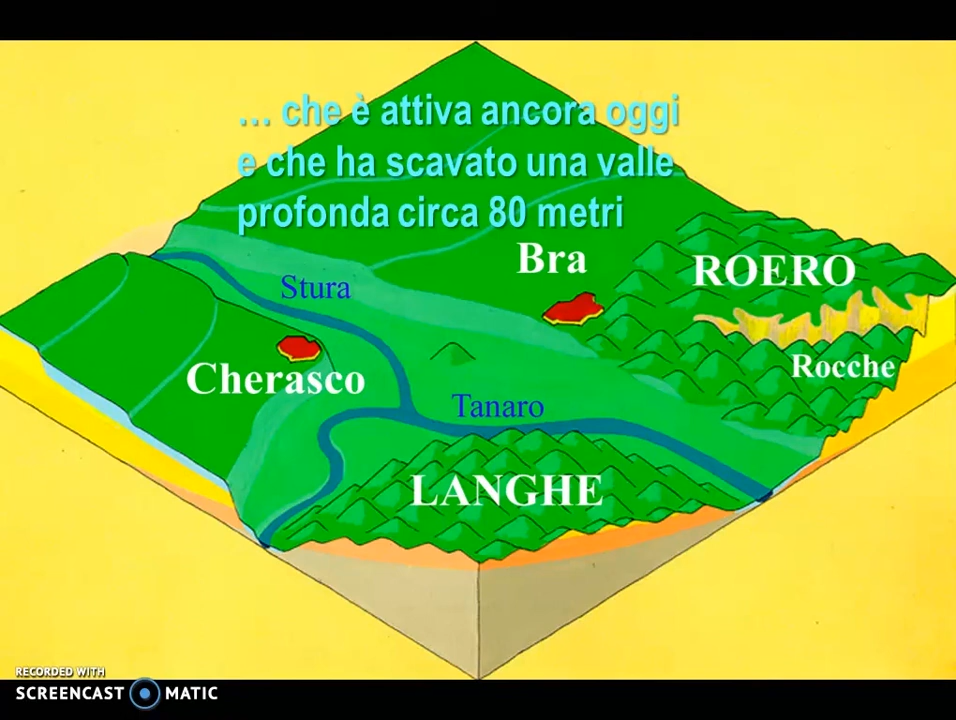 … che è attiva ancora oggi
e che ha scavato una valle
profonda circa 80 metri
Bra
ROERO
Stura
Rocche
Cherasco
Tanaro
LANGHE
RECORDED WITH
SCREENCAST MATIC